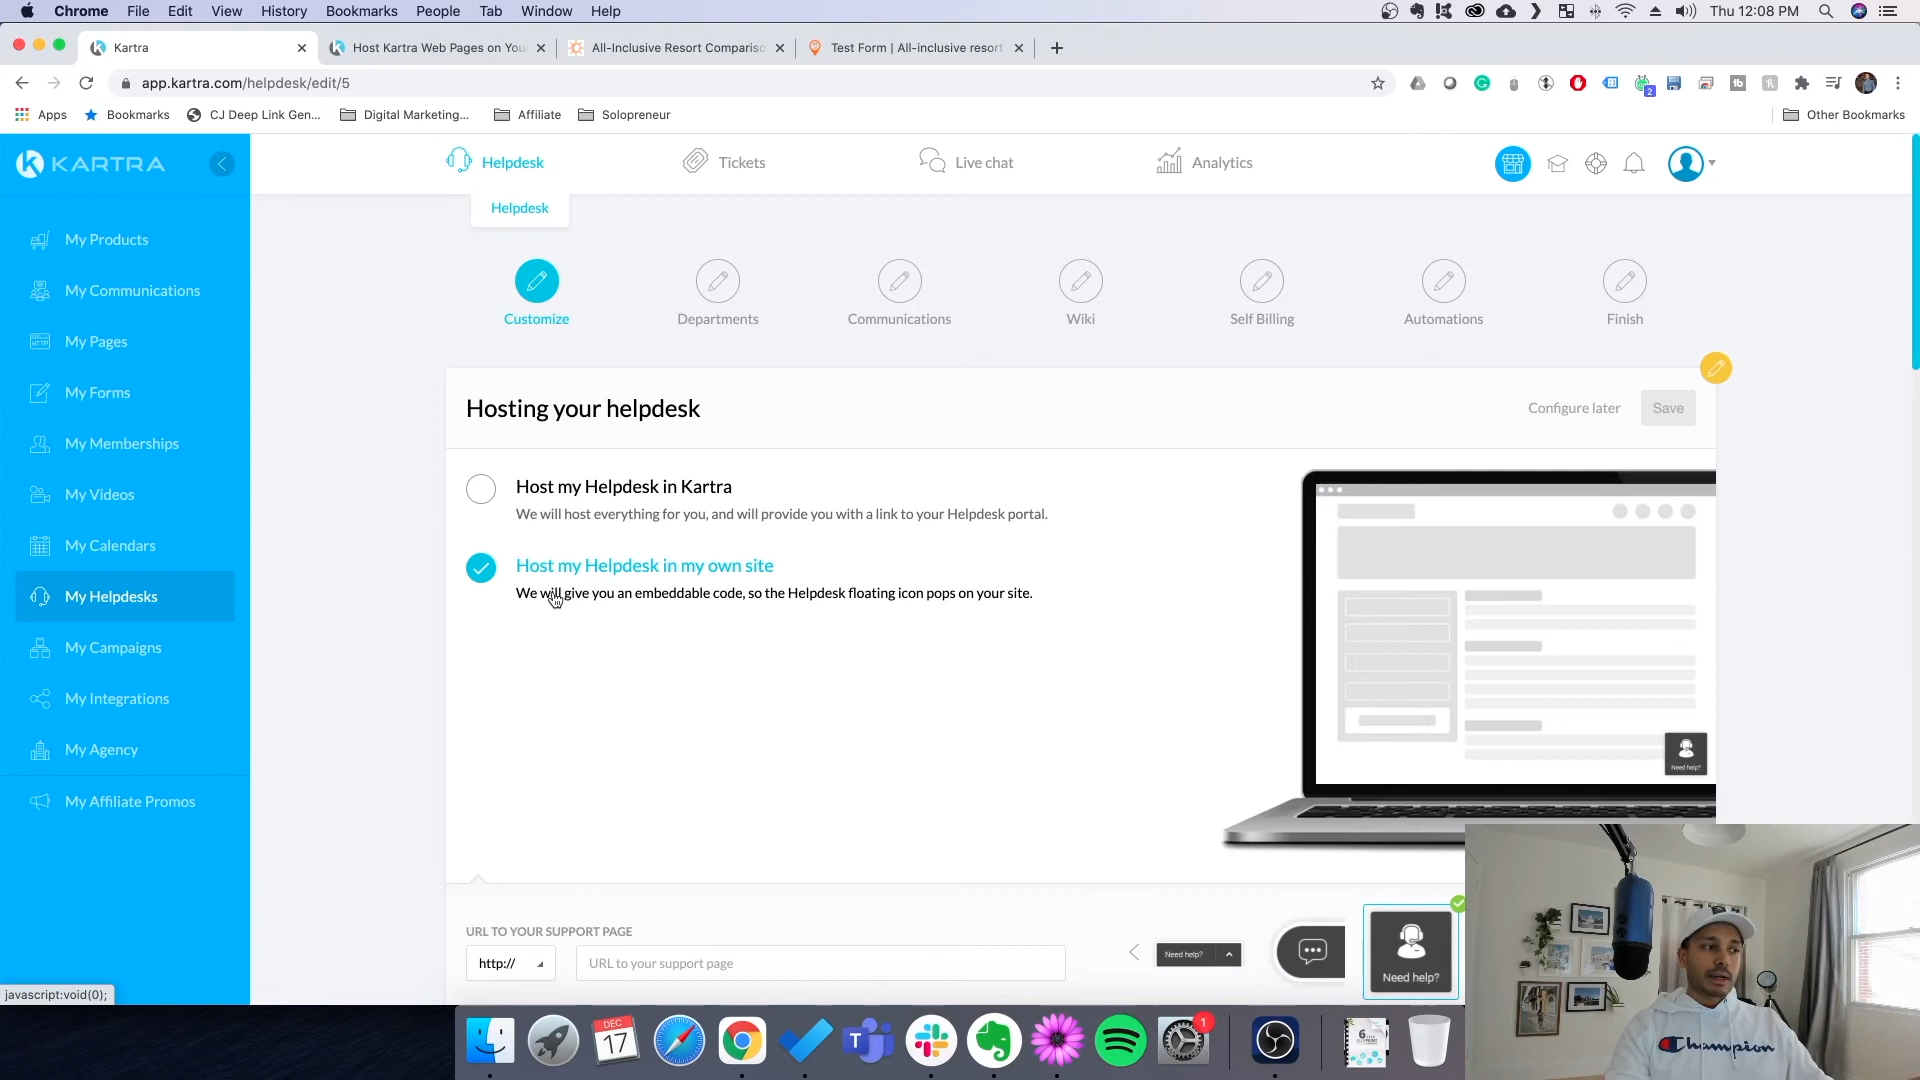 Chrome File Edit View History Bookmarks People Tab Window Help Thu 12:08 PM
Kartra Host Kartra Web Pages on You All-Inclusive Resort Compariso Test Form | All-inclusive resort
app.kartra.com/helpdesk/edit/5
Apps Bookmarks CJ Deep Link Gen... Digital Marketing... Affiliate Solopreneur Other Bookmarks
KARTRA
Helpdesk Tickets Live chat Analytics
Helpdesk
My Products
My Communications
My Pages
My Forms
My Memberships
My Videos
My Calendars
My Helpdesks
My Campaigns
My Integrations
My Agency
My Affiliate Promos
Customize Departments Communications Wiki Self Billing Automations Finish
Hosting your helpdesk Configure later Save
Host my Helpdesk in Kartra
We will host everything for you, and will provide you with a link to your Helpdesk portal.
Host my Helpdesk in my own site
We will give you an embeddable code, so the Helpdesk floating icon pops on your site.
Need help?
URL TO YOUR SUPPORT PAGE
http:// URL to your support page
Need help?
Need help?
javascript:void(0);
DEC
17
1
Champion